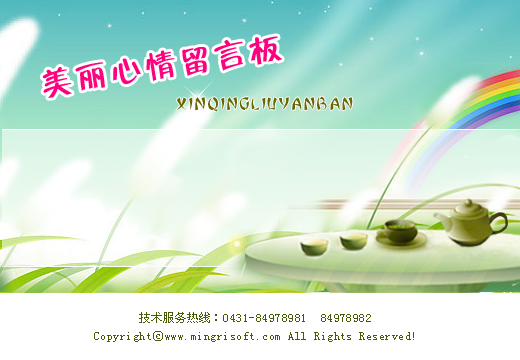 美丽心情留言板
XINQINGLIUYANBAN
技术服务热线：0431-84978981  84978982
Copyright©www.mingrisoft.com All Rights Reserved!